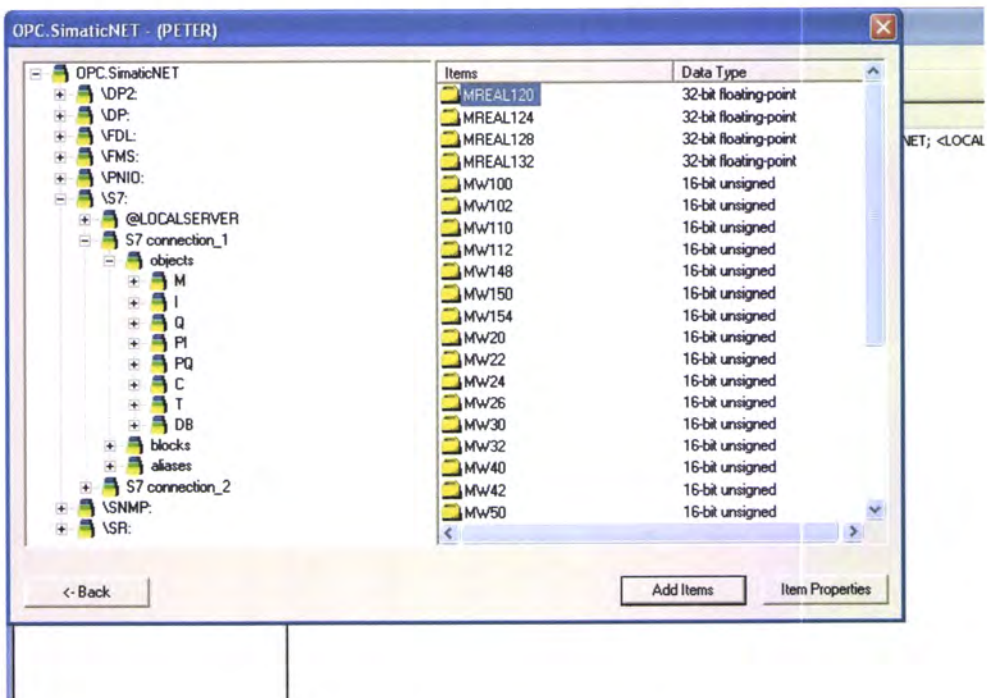 OPC.SimaticNET - (PETER)
OPC.SimaticNET
\DP2:
\DP:
\FDL:
\FMS:
\PNIO:
\S7:
@LOCALSERVER
S7 connection_1
objects
M
I
Q
PI
PQ
C
T
DB
blocks
aliases
S7 connection_2
\SNMP:
\SR:
Items Data Type
MREAL120 32-bit floating-point
MREAL124 32-bit floating-point
MREAL128 32-bit floating-point
MREAL132 32-bit floating-point
MW100 16-bit unsigned
MW102 16-bit unsigned
MW110 16-bit unsigned
MW112 16-bit unsigned
MW148 16-bit unsigned
MW150 16-bit unsigned
MW154 16-bit unsigned
MW20 16-bit unsigned
MW22 16-bit unsigned
MW24 16-bit unsigned
MW26 16-bit unsigned
MW30 16-bit unsigned
MW32 16-bit unsigned
MW40 16-bit unsigned
MW42 16-bit unsigned
MW50 16-bit unsigned
NET; <LOCAL
<- Back
Add Items
Item Properties